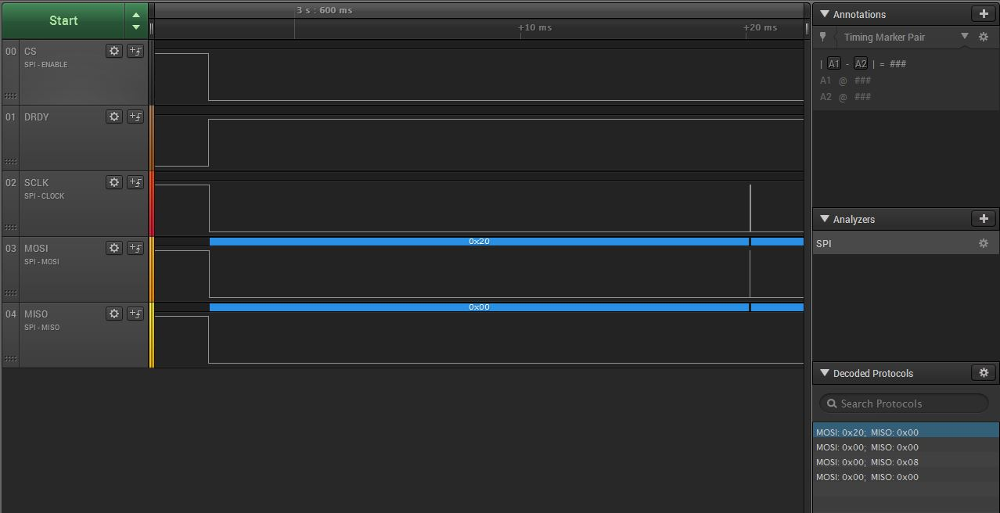 Start
3 s : 600 ms
+10 ms
+20 ms
00 CS
SPI - ENABLE
01 DRDY
02 SCLK
SPI - CLOCK
03 MOSI
SPI - MOSI
0x20
04 MISO
SPI - MISO
0x00
Annotations
Timing Marker Pair
| A1 - A2 | = ###
A1 @ ###
A2 @ ###
Analyzers
SPI
Decoded Protocols
Search Protocols
MOSI: 0x20; MISO: 0x00
MOSI: 0x00; MISO: 0x00
MOSI: 0x00; MISO: 0x08
MOSI: 0x00; MISO: 0x00